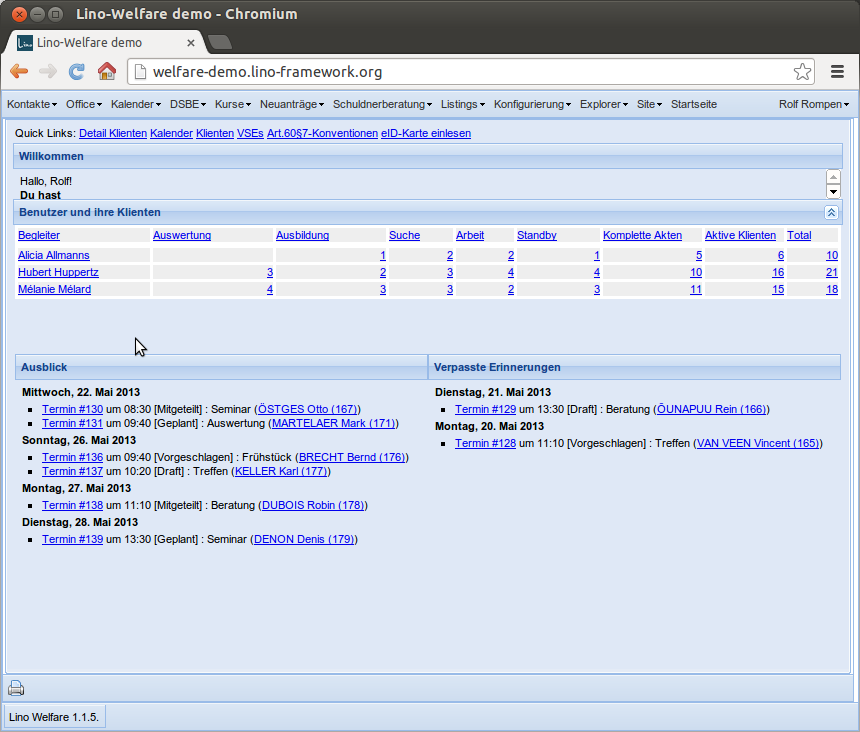 Lino-Welfare demo - Chromium
Lino Lino-Welfare demo
welfare-demo.lino-framework.org
Kontakte Office Kalender DSBE Kurse Neuanträge Schuldnerberatung Listings Konfigurierung Explorer Site Startseite Rolf Rompen
Quick Links: Detail Klienten Kalender Klienten VSEs Art.60§7-Konventionen eID-Karte einlesen
Willkommen
Hallo, Rolf!
Du hast
Benutzer und ihre Klienten
Begleiter Auswertung Ausbildung Suche Arbeit Standby Komplette Akten Aktive Klienten Total
Alicia Allmanns 1 2 2 1 5 6 10
Hubert Huppertz 3 2 3 4 4 10 16 21
Mélanie Mélard 4 3 3 2 3 11 15 18
Ausblick
Mittwoch, 22. Mai 2013
Termin #130 um 08:30 [Mitgeteilt] : Seminar (ÖSTGES Otto (167))
Termin #131 um 09:40 [Geplant] : Auswertung (MARTELAER Mark (171))
Sonntag, 26. Mai 2013
Termin #136 um 09:40 [Vorgeschlagen] : Frühstück (BRECHT Bernd (176))
Termin #137 um 10:20 [Draft] : Treffen (KELLER Karl (177))
Montag, 27. Mai 2013
Termin #138 um 11:10 [Mitgeteilt] : Beratung (DUBOIS Robin (178))
Dienstag, 28. Mai 2013
Termin #139 um 13:30 [Geplant] : Seminar (DENON Denis (179))
Verpasste Erinnerungen
Dienstag, 21. Mai 2013
Termin #129 um 13:30 [Draft] : Beratung (ÕUNAPUU Rein (166))
Montag, 20. Mai 2013
Termin #128 um 11:10 [Vorgeschlagen] : Treffen (VAN VEEN Vincent (165))
Lino Welfare 1.1.5.